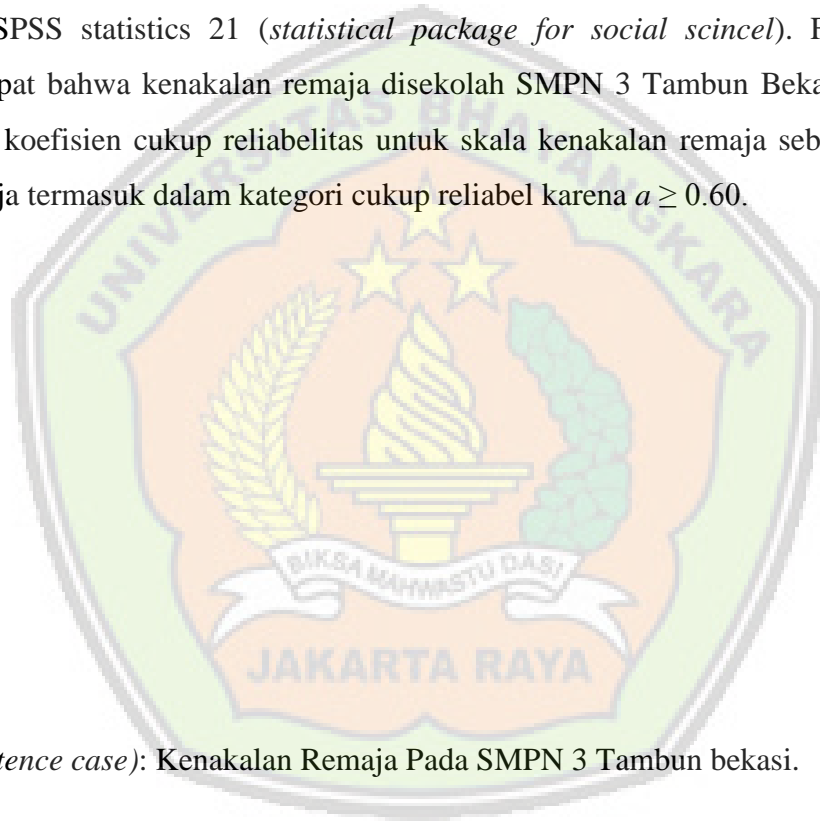 SPSS statistics 21 (statistical package for social scincel). F
pat bahwa kenakalan remaja disekolah SMPN 3 Tambun Beka
koefisien cukup reliabelitas untuk skala kenakalan remaja seb
ja termasuk dalam kategori cukup reliabel karena a ≥ 0.60.
UNIVERSITAS BHAYANGKARA
BIKSA MAHWASTU DASI
JAKARTA RAYA
tence case): Kenakalan Remaja Pada SMPN 3 Tambun bekasi.